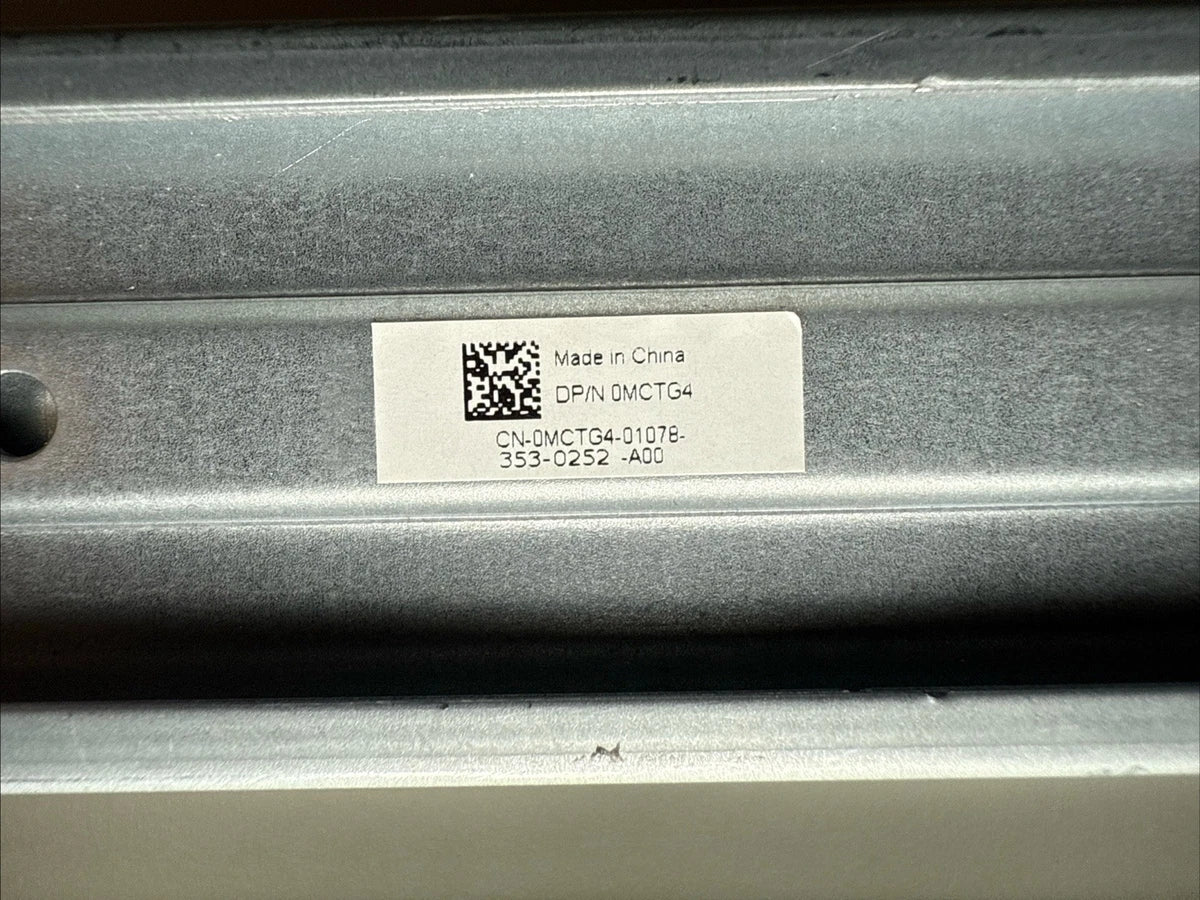 Made in China
DP/N 0MCTG4
CN-0MCTG4-01078-
353-0252 -A00